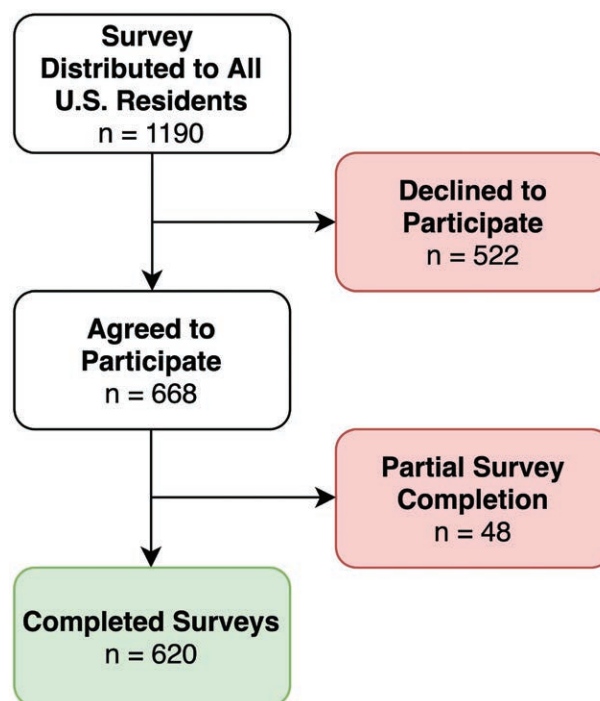 Survey
Distributed to All
U.S. Residents
n = 1190
Declined to
Participate
n = 522
Agreed to
Participate
n = 668
Partial Survey
Completion
n = 48
Completed Surveys
n = 620